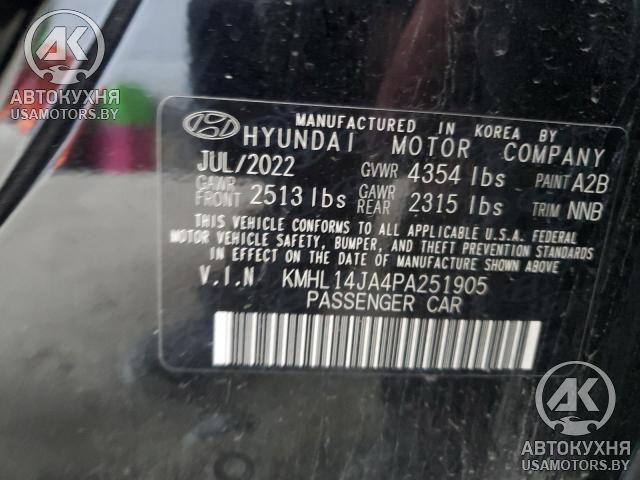 AK
АВТОКУХНЯ
USAMOTORS.BY
MANUFACTURED IN KOREA BY
HYUNDAI MOTOR COMPANY
JUL/2022 GVWR 4354 lbs PAINT A2B
GAWR FRONT 2513 lbs GAWR REAR 2315 lbs TRIM NNB
THIS VEHICLE CONFORMS TO ALL APPLICABLE U.S.A. FEDERAL
MOTOR VEHICLE SAFETY, BUMPER, AND THEFT PREVENTION STANDARDS
IN EFFECT ON THE DATE OF MANUFACTURE SHOWN ABOVE
V.I.N KMHL14JA4PA251905
PASSENGER CAR
AK
АВТОКУХНЯ
USAMOTORS.BY